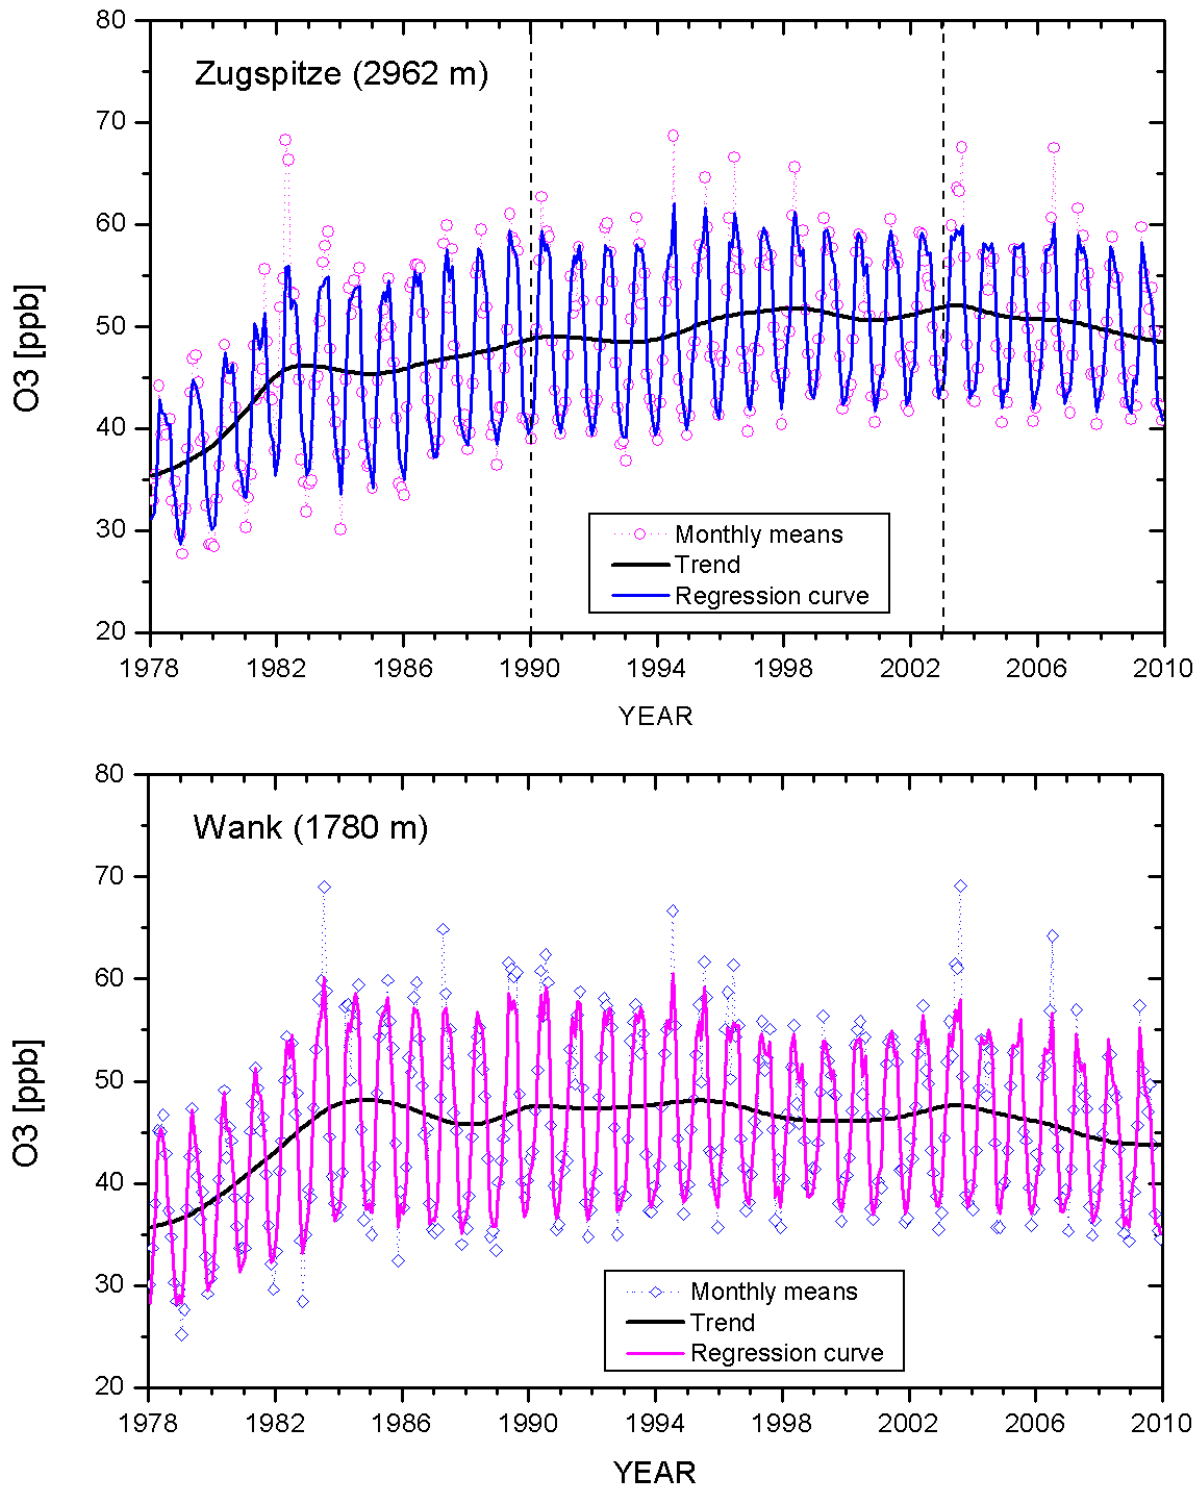 80
Zugspitze (2962 m)
70
60
50
O3 [ppb]
40
30
Monthly means
Trend
Regression curve
20
1978 1982 1986 1990 1994 1998 2002 2006 2010
YEAR
80
Wank (1780 m)
70
60
50
O3 [ppb]
40
30
Monthly means
Trend
Regression curve
20
1978 1982 1986 1990 1994 1998 2002 2006 2010
YEAR